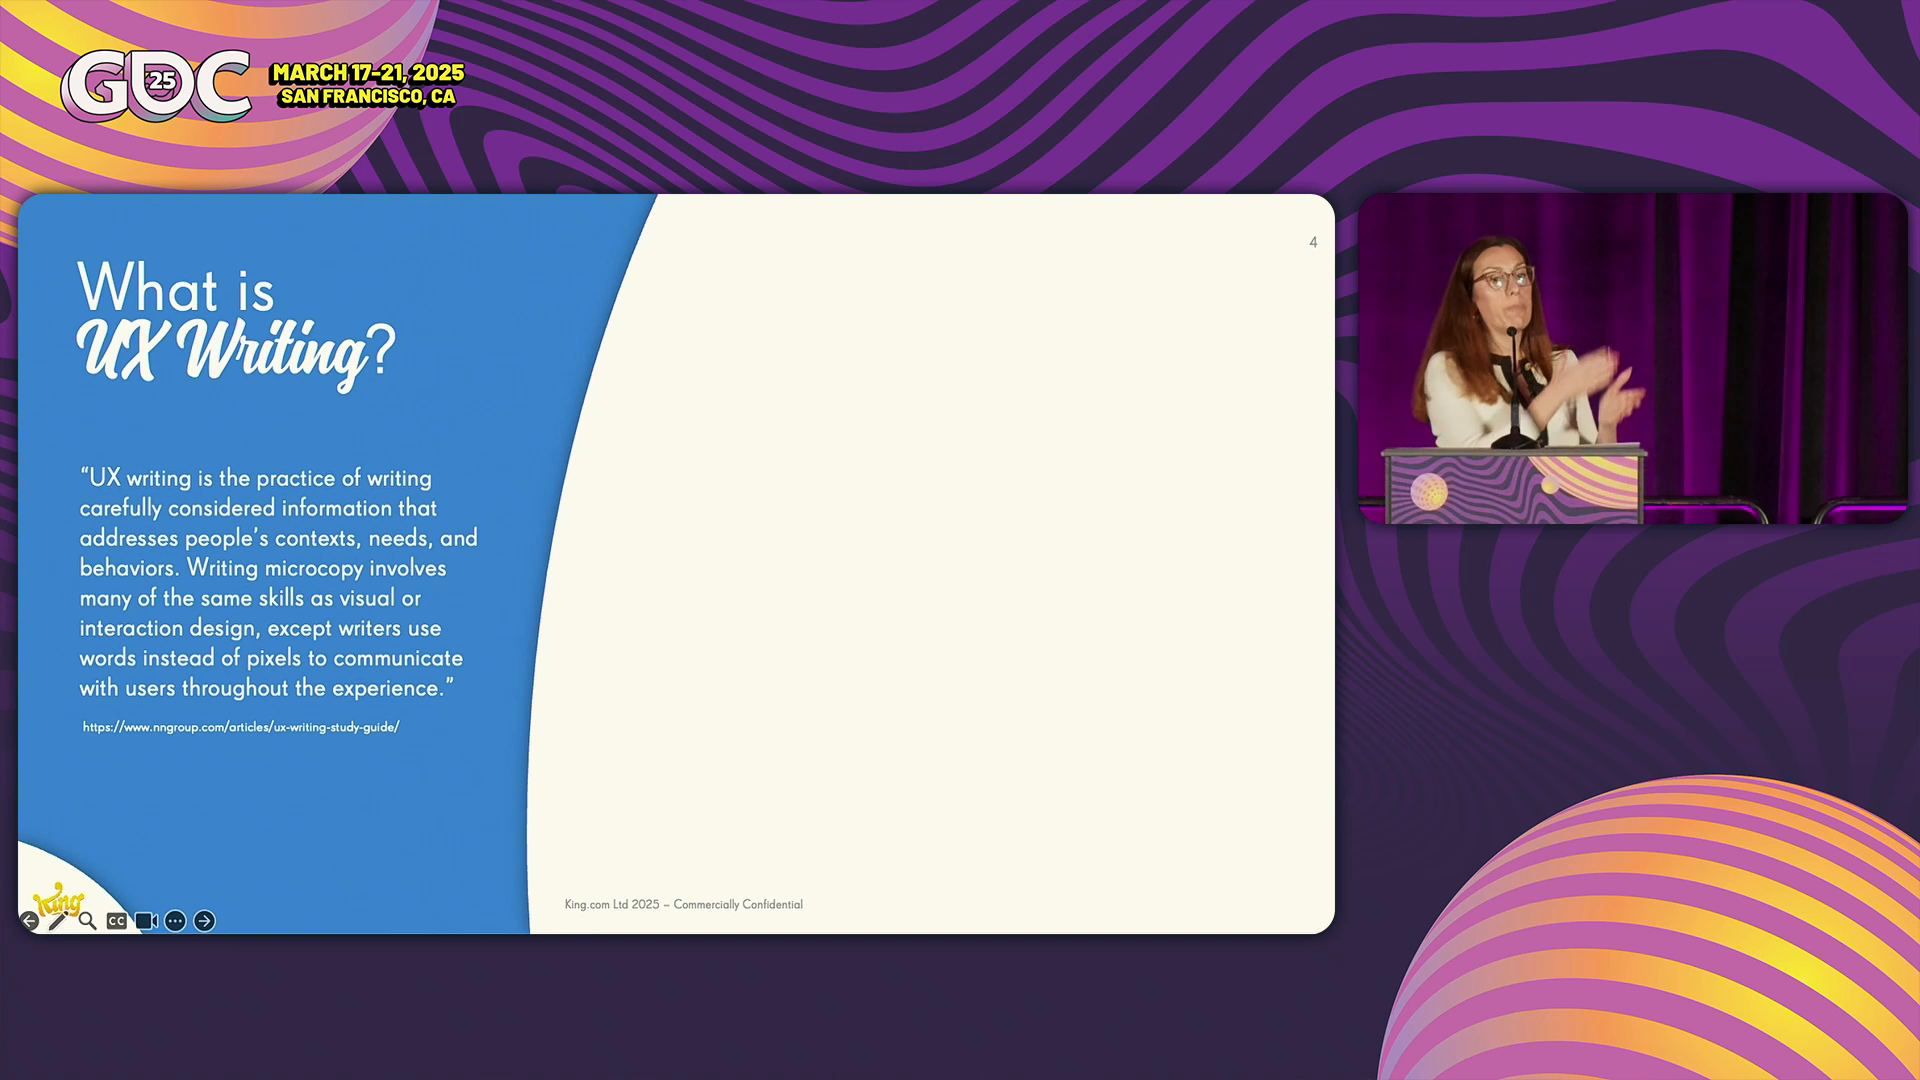 GDC
25
MARCH 17-21, 2025
SAN FRANCISCO, CA
4
What is
UX Writing?
“UX writing is the practice of writing
carefully considered information that
addresses people’s contexts, needs, and
behaviors. Writing microcopy involves
many of the same skills as visual or
interaction design, except writers use
words instead of pixels to communicate
with users throughout the experience.”
https://www.nngroup.com/articles/ux-writing-study-guide/
King
CC
King.com Ltd 2025 – Commercially Confidential